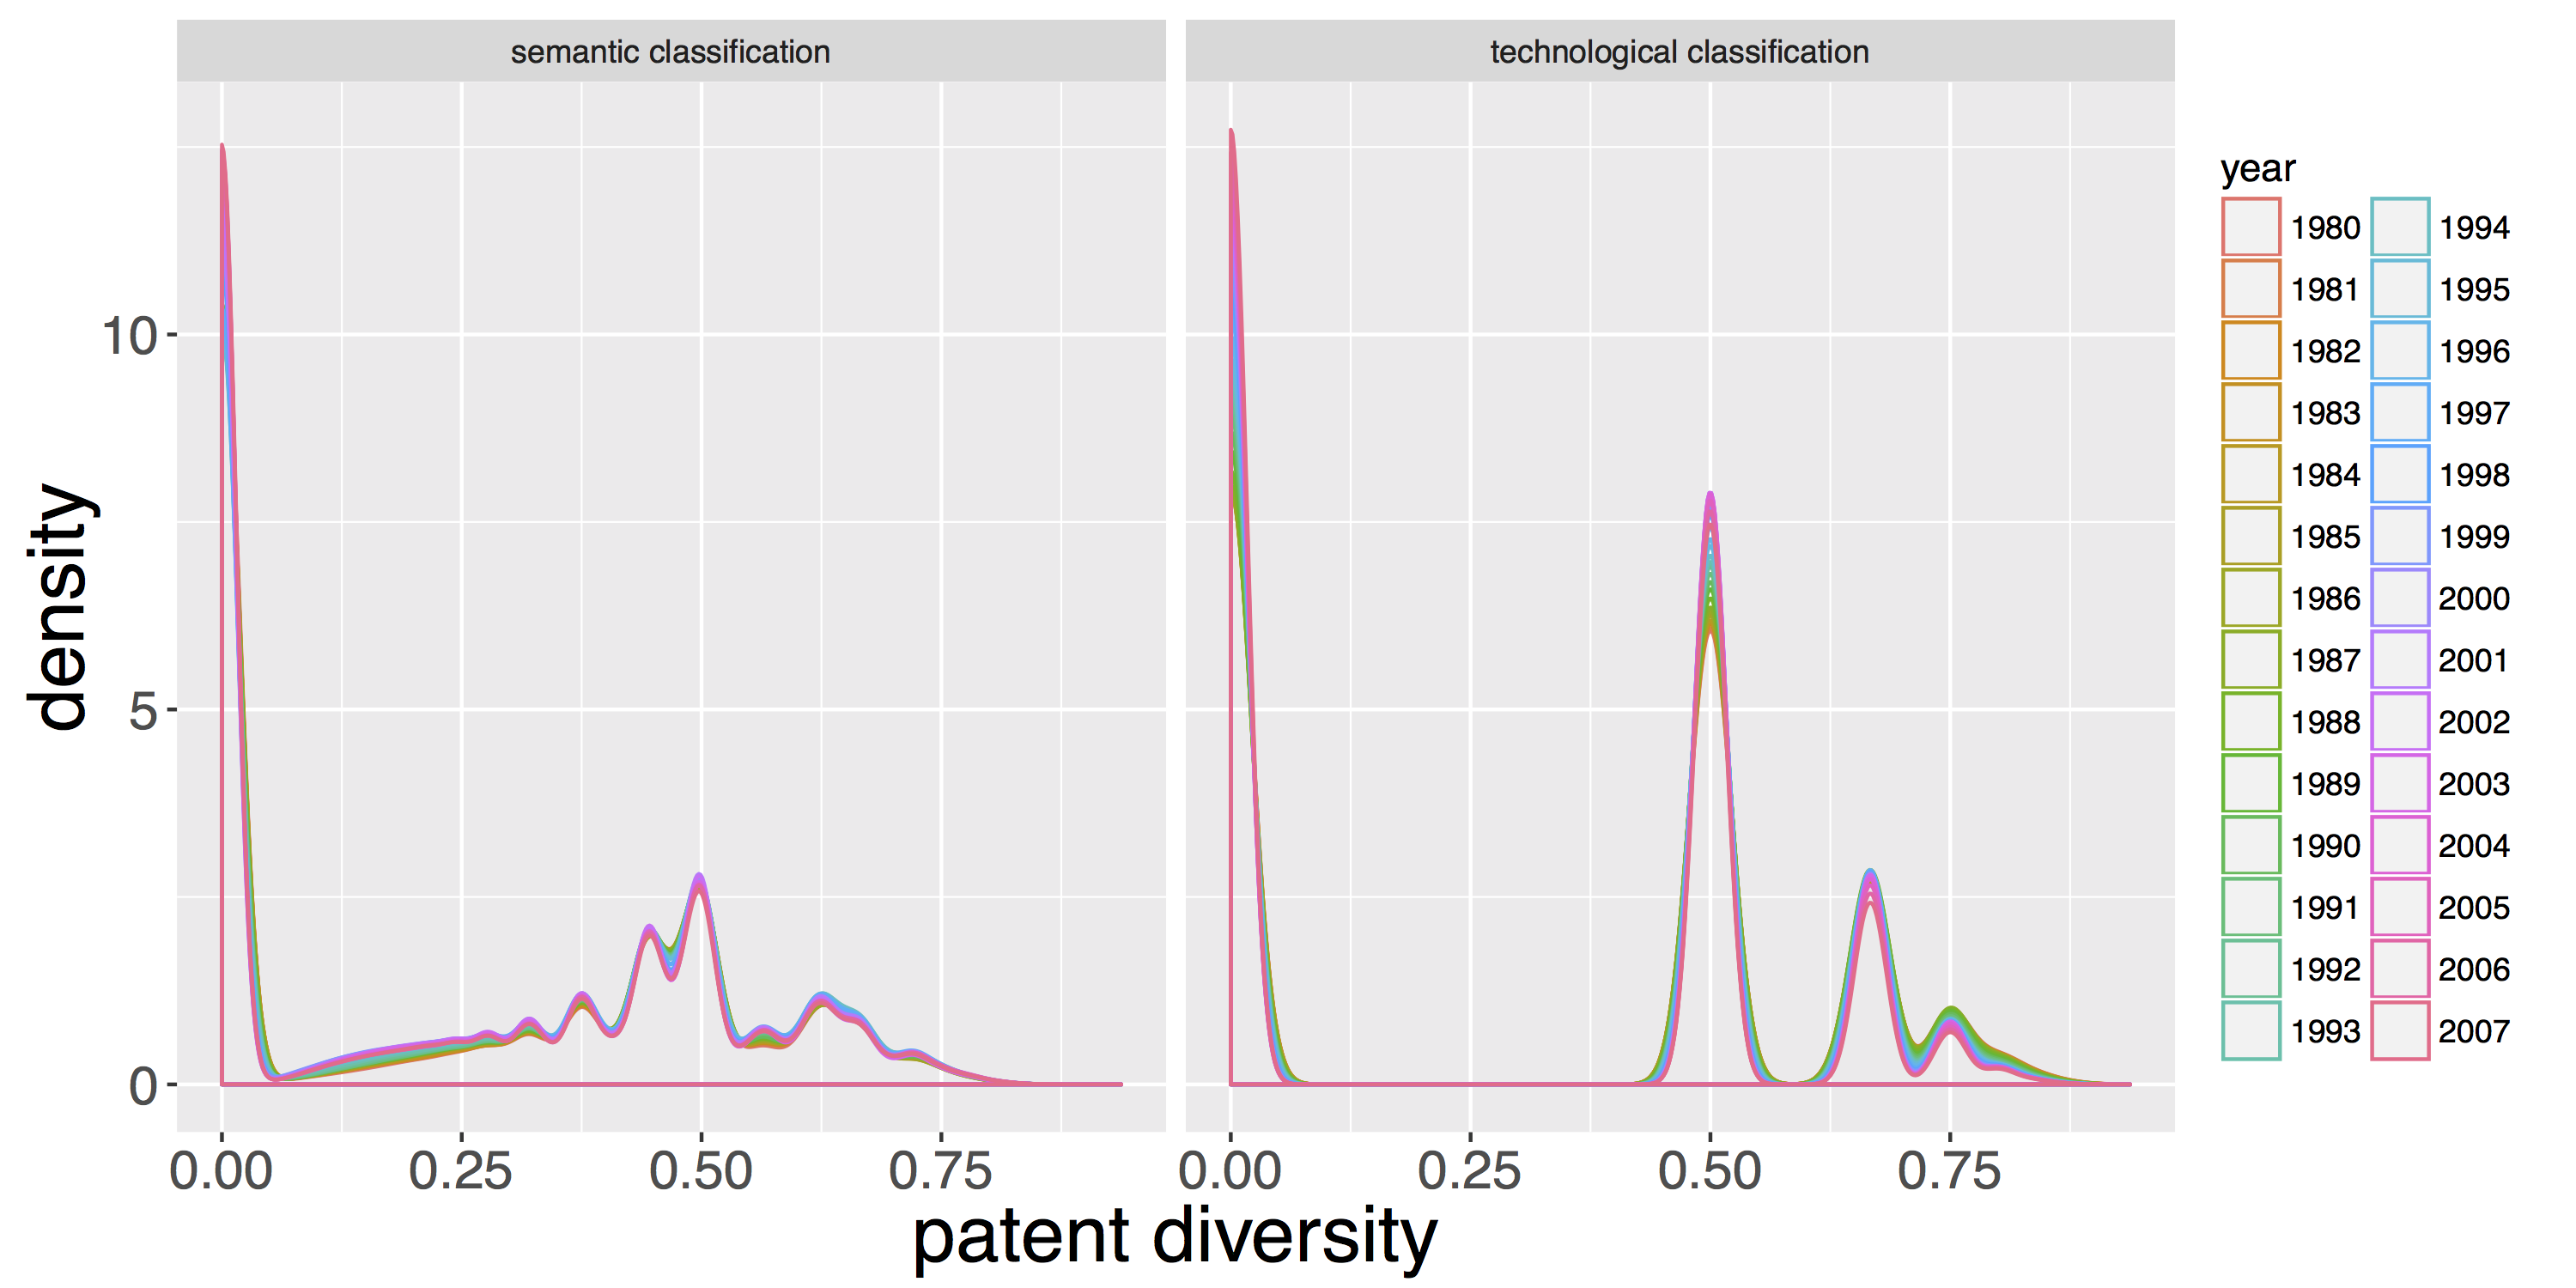 semantic classification
technological classification
density
10
5
0
0.00 0.25 0.50 0.75
0.00 0.25 0.50 0.75
patent diversity
year
1980 1994
1981 1995
1982 1996
1983 1997
1984 1998
1985 1999
1986 2000
1987 2001
1988 2002
1989 2003
1990 2004
1991 2005
1992 2006
1993 2007